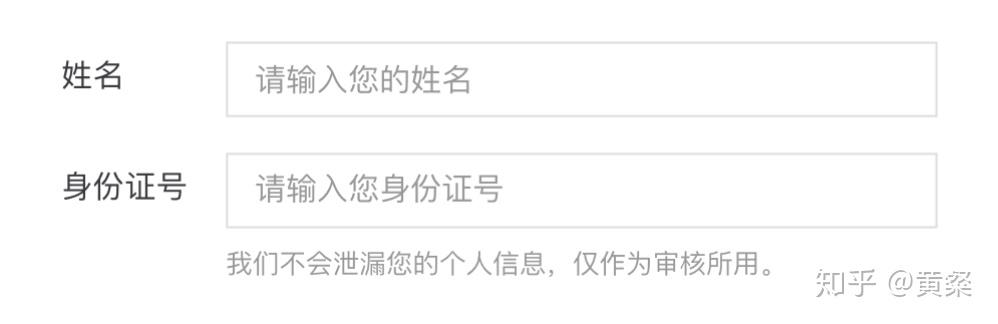 姓名
请输入您的姓名
身份证号
请输入您身份证号
我们不会泄漏您的个人信息，仅作为审核所用。
知乎 @黄粲